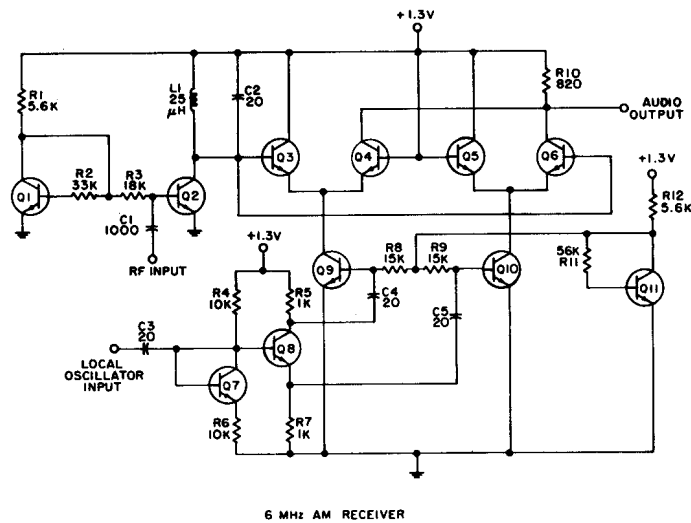 +1.3V
R1
5.6K
L1
25
μH
C2
20
R10
820
AUDIO
OUTPUT
Q3
Q4
Q5
Q6
+1.3V
R12
5.6K
Q1
R2
33K
R3
18K
Q2
C1
1000
RF INPUT
+1.3V
Q9
R8
15K
R9
15K
Q10
56K
R11
Q11
R4
10K
R5
1K
C4
20
C5
20
C3
20
LOCAL
OSCILLATOR
INPUT
Q8
Q7
R6
10K
R7
1K
6 MHz AM RECEIVER